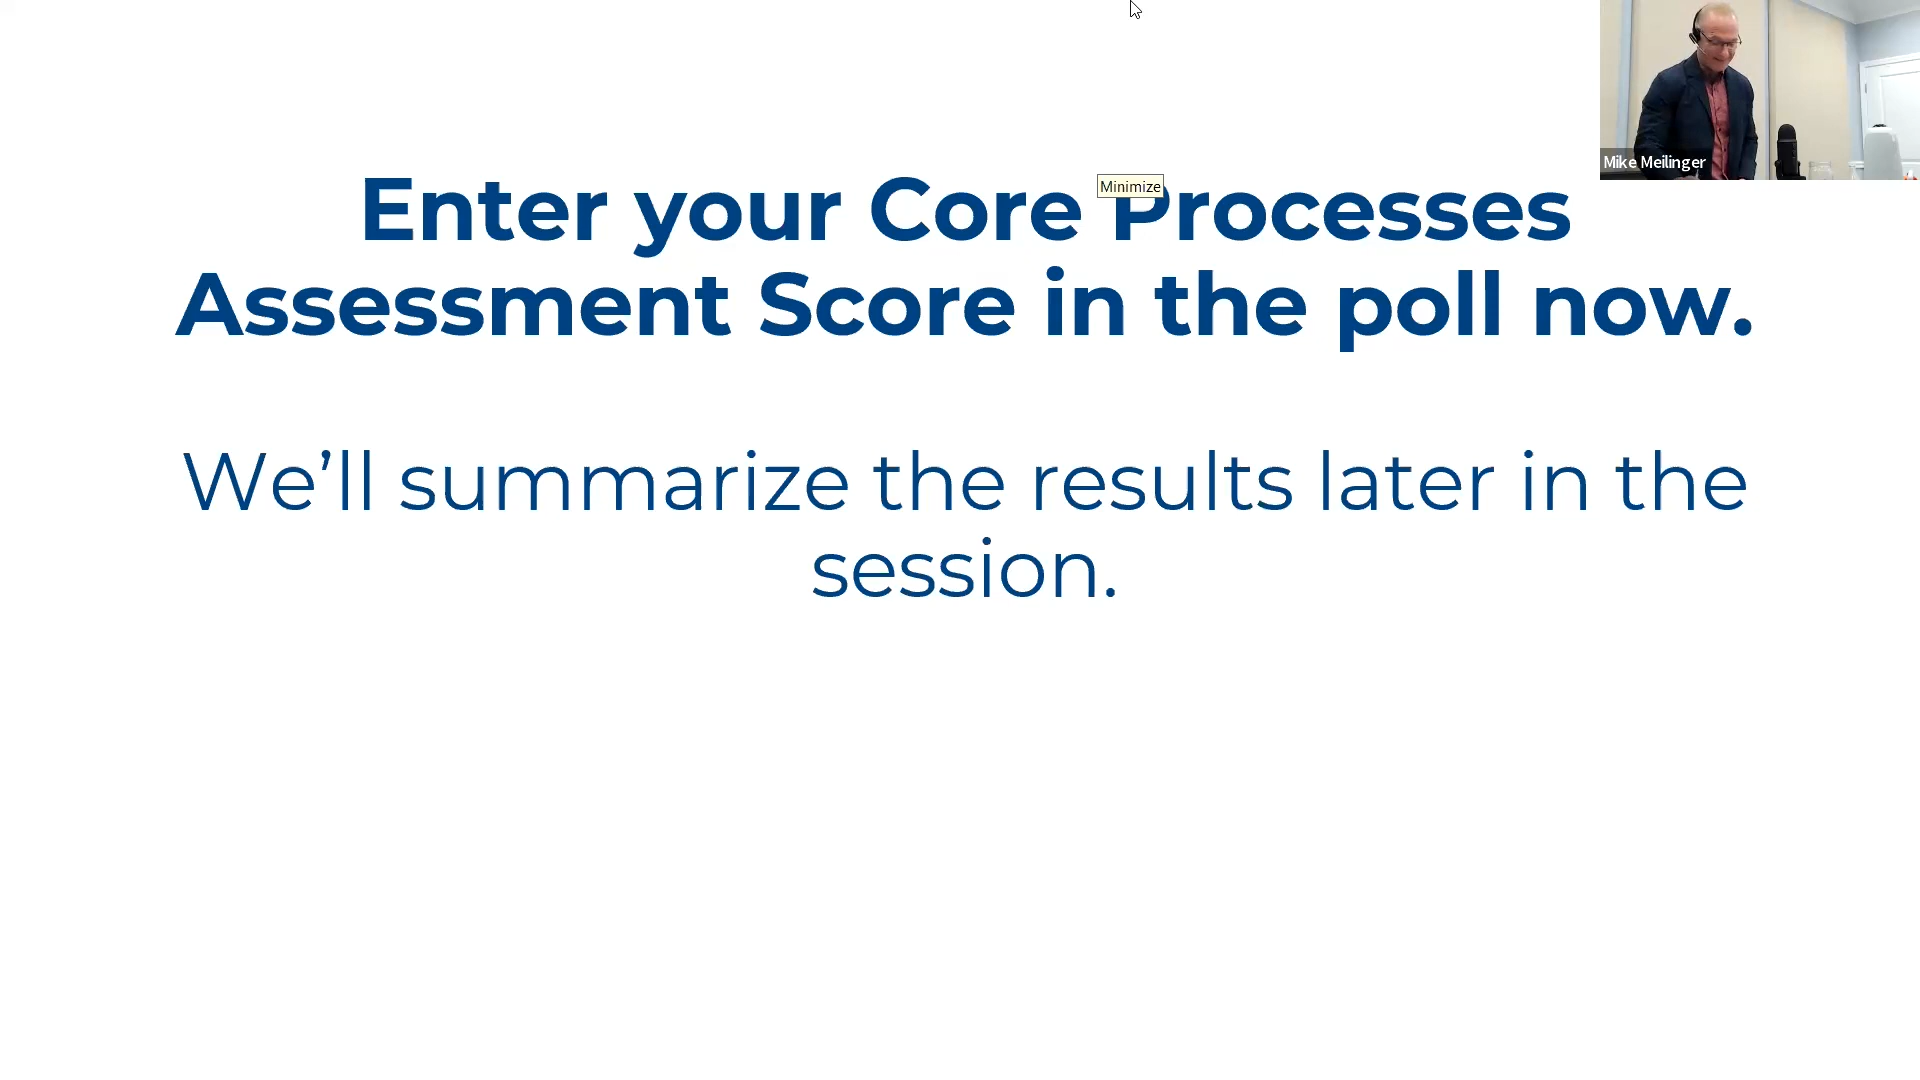 Mike Meilinger
Minimize
Enter your Core Processes
Assessment Score in the poll now.
We’ll summarize the results later in the
session.